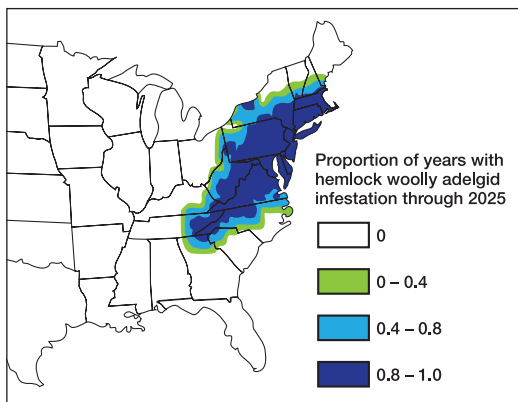 Proportion of years with
hemlock woolly adelgid
infestation through 2025
0
0 – 0.4
0.4 – 0.8
0.8 – 1.0